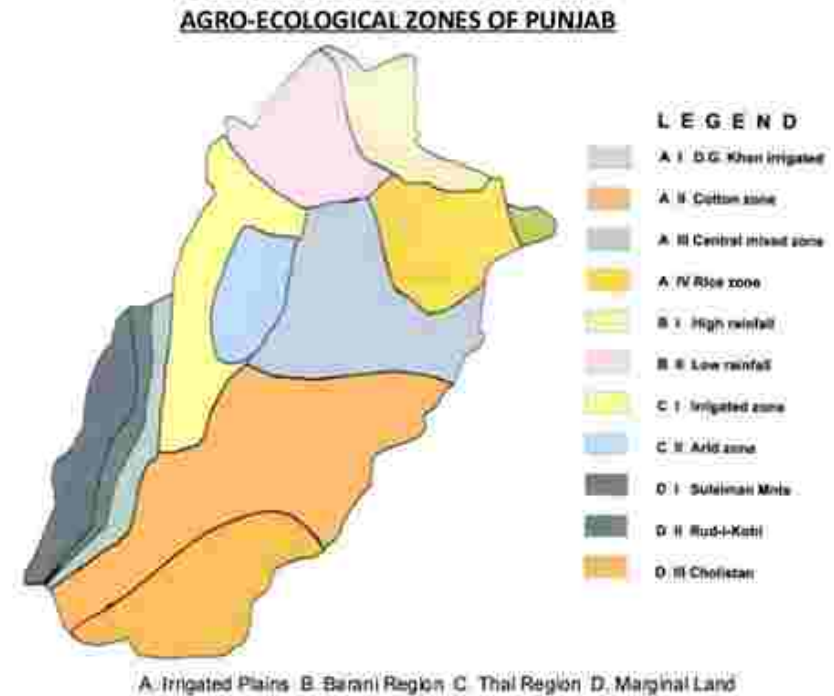 AGRO-ECOLOGICAL ZONES OF PUNJAB
L E G E N D
A I D.G. Khan irrigated
A II Cotton zone
A III Central mixed zone
A IV Rice zone
B I High rainfall
B II Low rainfall
C I Irrigated zone
C II Arid zone
D I Suleiman Mnts
D II Rud-i-Kohi
D III Cholistan
A. Irrigated Plains B. Barani Region C. Thal Region D. Marginal Land